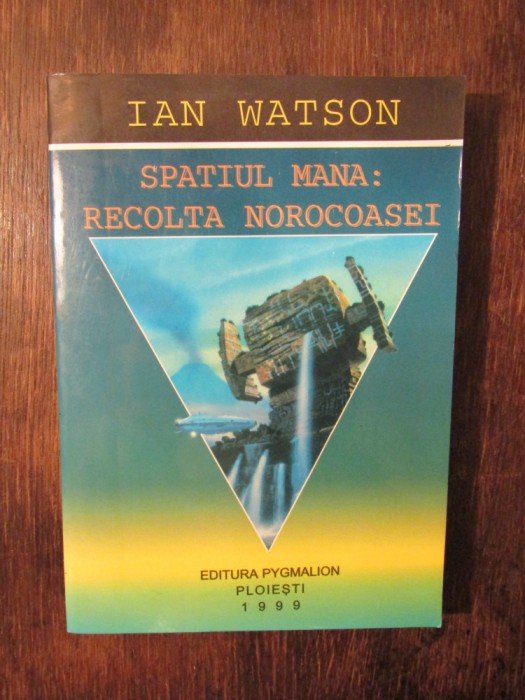 IAN WATSON
SPATIUL MANA:
RECOLTA NOROCOASEI
EDITURA PYGMALION
PLOIEȘTI
1999